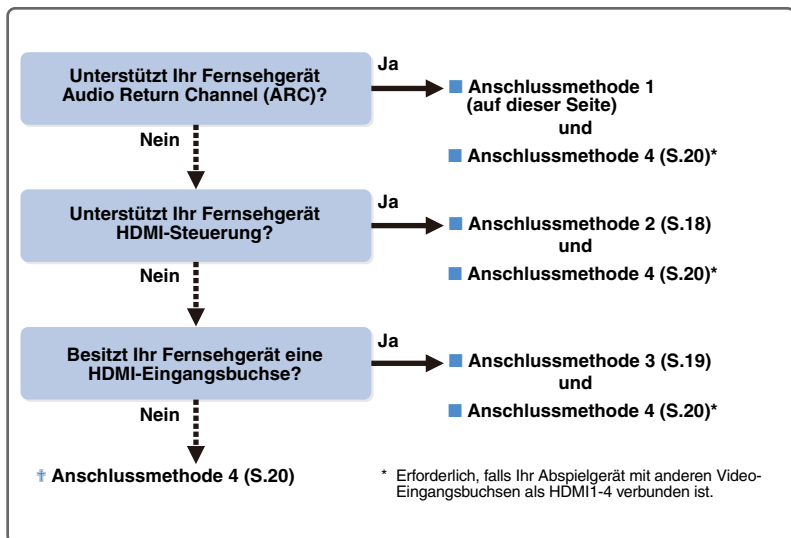 Unterstützt Ihr Fernsehgerät
Audio Return Channel (ARC)?
Ja
■ Anschlussmethode 1
(auf dieser Seite)
und
■ Anschlussmethode 4 (S.20)*
Nein
Unterstützt Ihr Fernsehgerät
HDMI-Steuerung?
Ja
■ Anschlussmethode 2 (S.18)
und
■ Anschlussmethode 4 (S.20)*
Nein
Besitzt Ihr Fernsehgerät eine
HDMI-Eingangsbuchse?
Ja
■ Anschlussmethode 3 (S.19)
und
■ Anschlussmethode 4 (S.20)*
Nein
✝ Anschlussmethode 4 (S.20)
* Erforderlich, falls Ihr Abspielgerät mit anderen Video-
Eingangsbuchsen als HDMI1-4 verbunden ist.